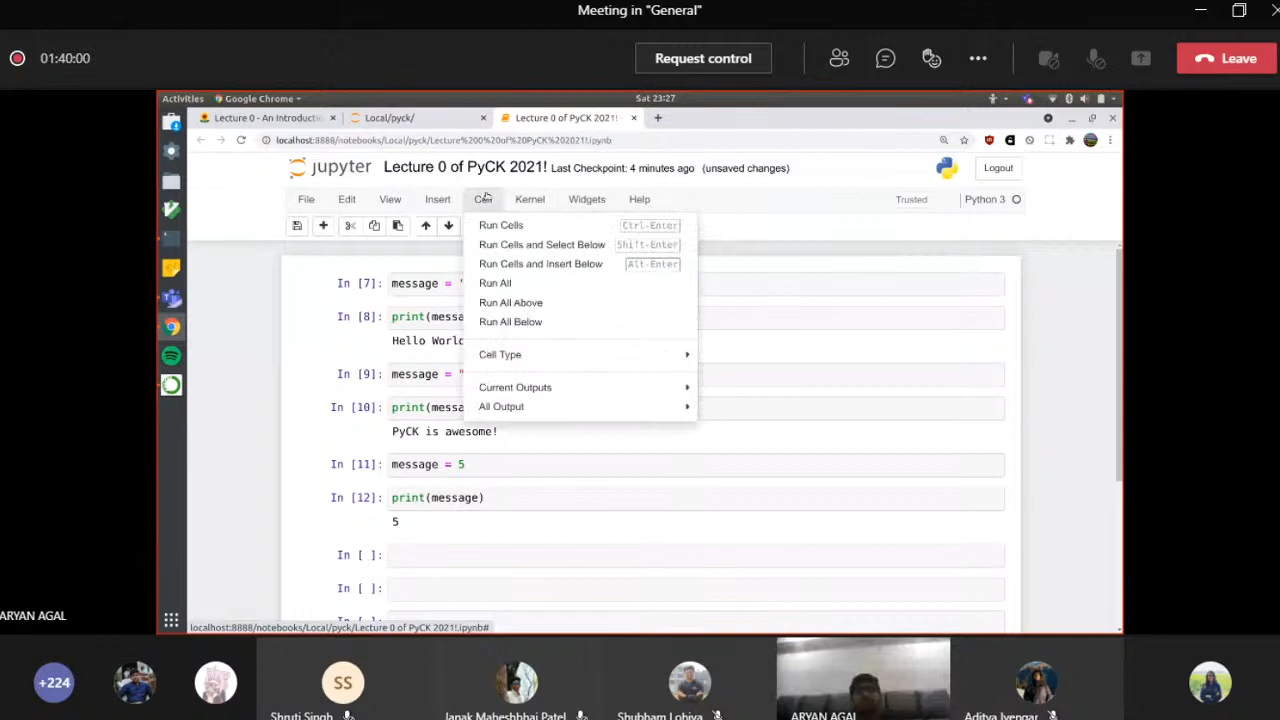 Meeting in "General"
01:40:00
Request control
Leave
Activities
Google Chrome
Sat 23:27
Lecture 0 - An Introducti
Local/pyck/
Lecture 0 of PyCK 2021!
localhost:8888/notebooks/Local/pyck/Lecture%200%20of%20PyCK%202021!.ipynb
jupyter
Lecture 0 of PyCK 2021!
Last Checkpoint: 4 minutes ago (unsaved changes)
Logout
File
Edit
View
Insert
Cell
Kernel
Widgets
Help
Trusted
Python 3
Run Cells Ctrl-Enter
Run Cells and Select Below Shift-Enter
Run Cells and Insert Below Alt-Enter
Run All
Run All Above
Run All Below
Cell Type
Current Outputs
All Output
In [7]: message = '
In [8]: print(messa
Hello World
In [9]: message = "
In [10]: print(messa
PyCK is awesome!
In [11]: message = 5
In [12]: print(message)
5
In [ ]:
In [ ]:
localhost:8888/notebooks/Local/pyck/Lecture 0 of PyCK 2021!.ipynb#
ARYAN AGAL
+224
SS
Shruti Singh
Janak Maheshbhai Patel
Shubham Lohiya
ARYAN AGAL
Aditya Iyengar